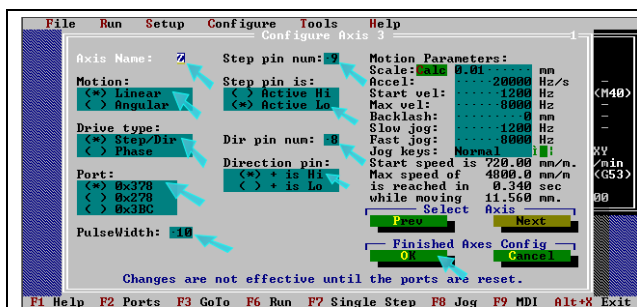 File Run Setup Configure Tools Help
Configure Axis 3
1
Axis Name: Z
Motion:
(*) Linear
( ) Angular
Drive type:
(*) Step/Dir
( ) Phase
Port:
(*) 0x378
( ) 0x278
( ) 0x3BC
PulseWidth: 10
Step pin num: 9
Step pin is:
( ) Active Hi
(*) Active Lo
Dir pin num: 8
Direction pin:
(*) + is Hi
( ) + is Lo
Motion Parameters:
Scale: Calc 0.01 mm
Accel: 20000 Hz/s
Start vel: 1200 Hz
Max vel: 8000 Hz
Backlash: 0 mm
Slow jog: 1200 Hz
Fast jog: 8000 Hz
Jog keys: Normal
Start speed is 720.00 mm/m.
Max speed of 4800.0 mm/m
is reached in 0.340 sec
while moving 11.560 mm.
Select Axis
Prev Next
Finished Axes Config
OK Cancel
Changes are not effective until the ports are reset.
(M40)
XY
/min
(G53)
00
F1 Help F2 Ports F3 GoTo F6 Run F7 Single Step F8 Jog F9 MDI Alt+X Exit